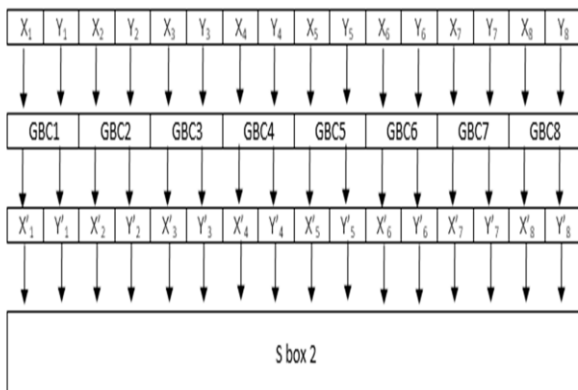 X₁ Y₁ X₂ Y₂ X₃ Y₃ X₄ Y₄ X₅ Y₅ X₆ Y₆ X₇ Y₇ X₈ Y₈
GBC1 GBC2 GBC3 GBC4 GBC5 GBC6 GBC7 GBC8
X'₁ Y'₁ X'₂ Y'₂ X'₃ Y'₃ X'₄ Y'₄ X'₅ Y'₅ X'₆ Y'₆ X'₇ Y'₇ X'₈ Y'₈
S box 2